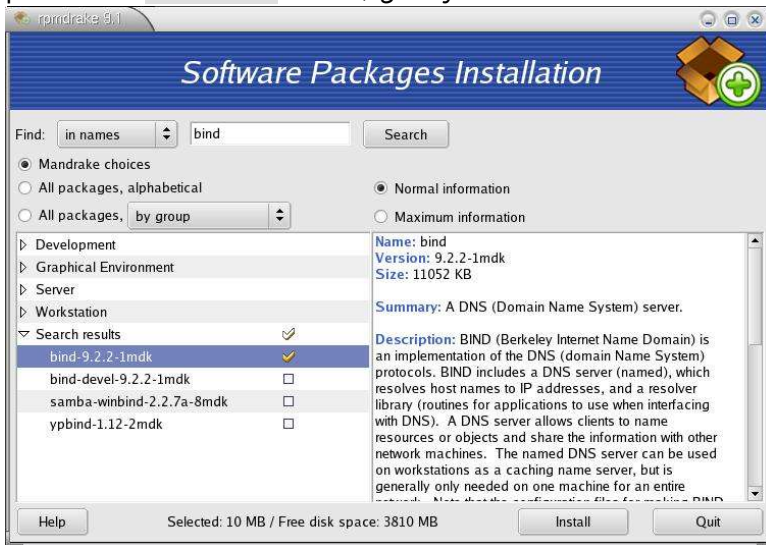 rpmdrake 9.1
Software Packages Installation
Find: in names bind Search
Mandrake choices
All packages, alphabetical
All packages, by group
Normal information
Maximum information
Development
Graphical Environment
Server
Workstation
Search results
bind-9.2.2-1mdk
bind-devel-9.2.2-1mdk
samba-winbind-2.2.7a-8mdk
ypbind-1.12-2mdk
Name: bind
Version: 9.2.2-1mdk
Size: 11052 KB
Summary: A DNS (Domain Name System) server.
Description: BIND (Berkeley Internet Name Domain) is
an implementation of the DNS (domain Name System)
protocols. BIND includes a DNS server (named), which
resolves host names to IP addresses, and a resolver
library (routines for applications to use when interfacing
with DNS). A DNS server allows clients to name
resources or objects and share the information with other
network machines. The named DNS server can be used
on workstations as a caching name server, but is
generally only needed on one machine for an entire
Help Selected: 10 MB / Free disk space: 3810 MB Install Quit